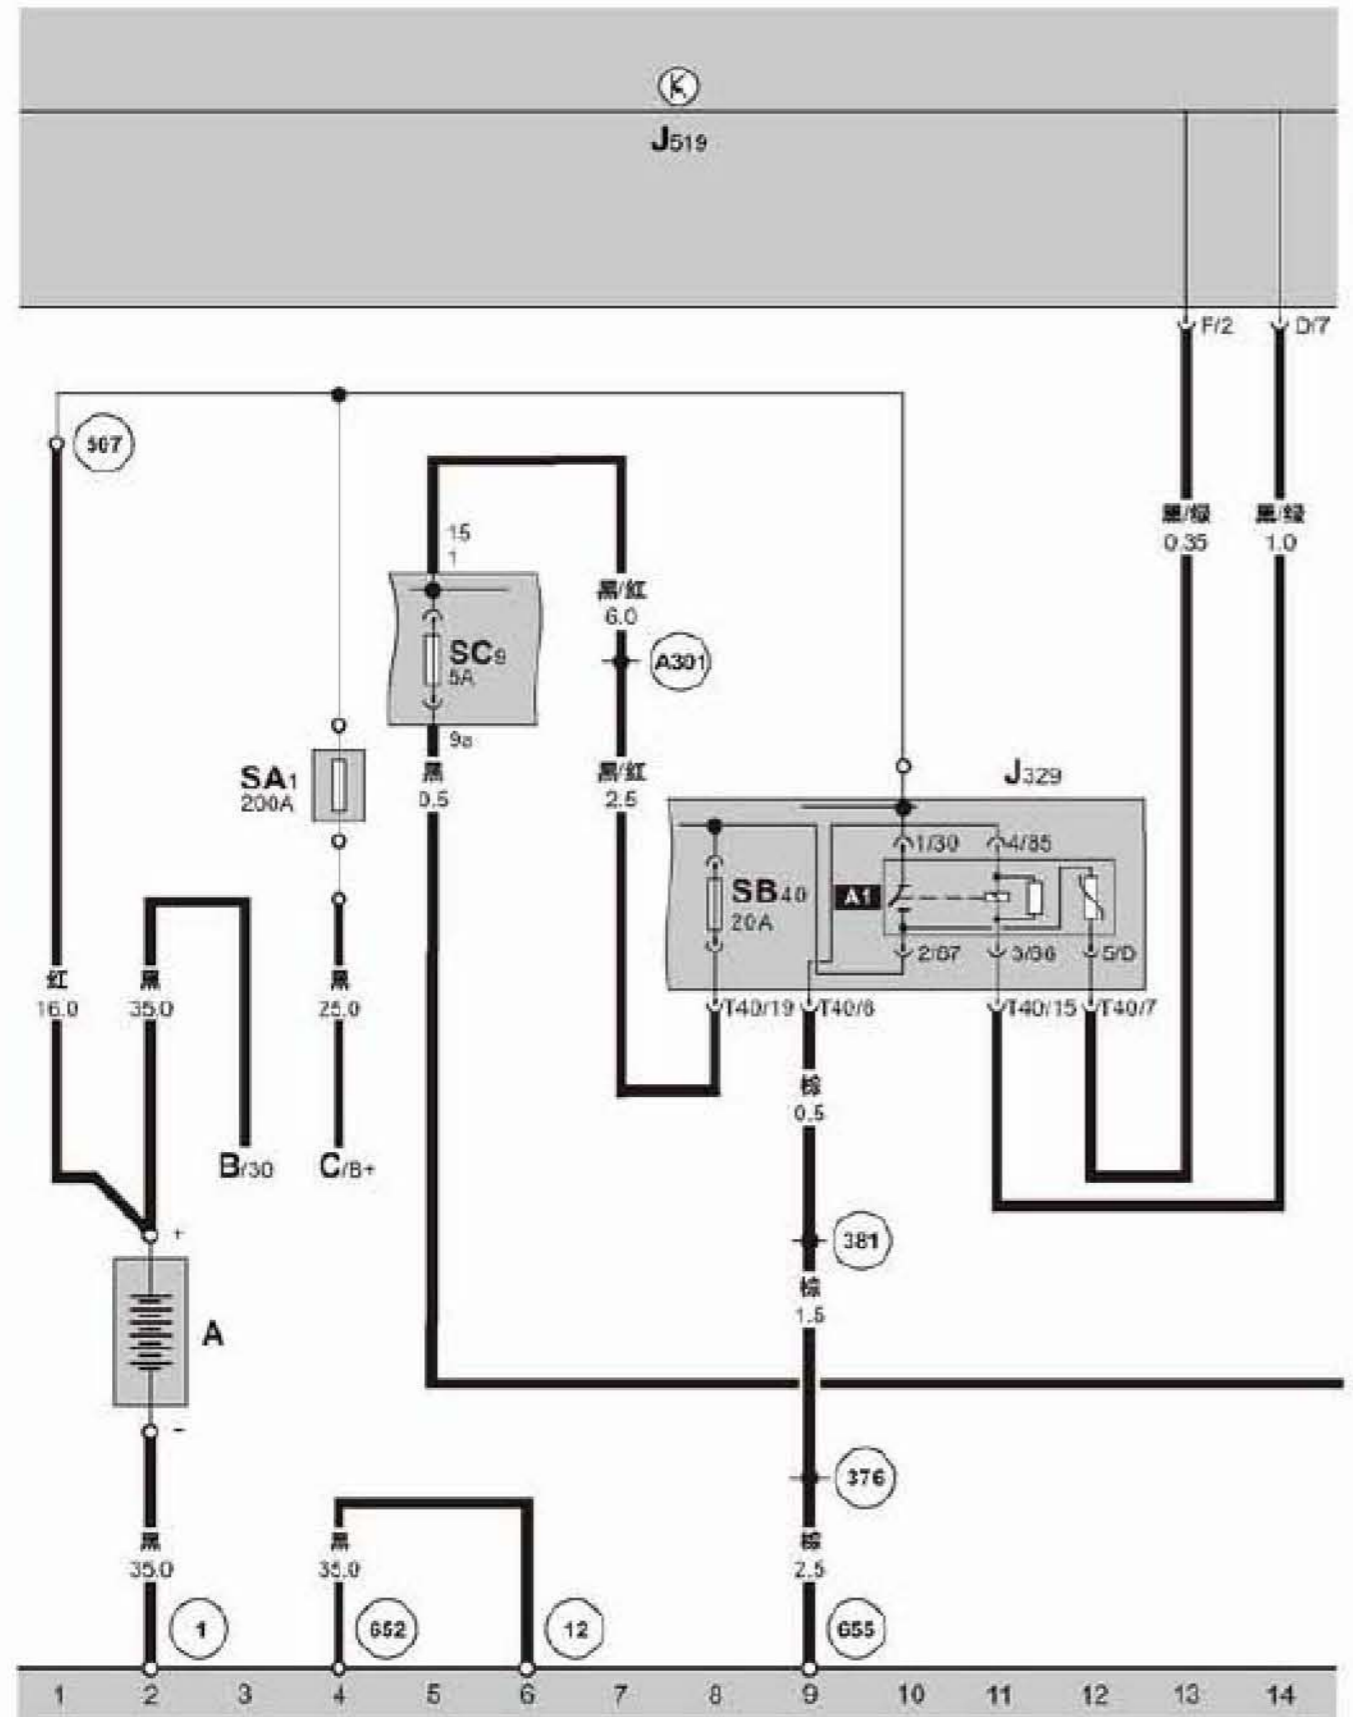 K
J519
F/2 D/7
507
黑/绿 黑/绿
0.35 1.0
15
1
黑/红
6.0
SC9
5A
A301
9a
SA1
200A
黑
0.5
黑/红
2.5
J329
1/30 4/85
SB40
20A
A1
2/87 3/86 5/D
T40/19 T40/6 T40/15 T40/7
红 黑 黑
16.0 35.0 25.0
棕
0.5
B/30 C/B+
+
381
棕
1.5
A
-
376
黑 黑 棕
35.0 35.0 2.5
1 652 12 655
1 2 3 4 5 6 7 8 9 10 11 12 13 14